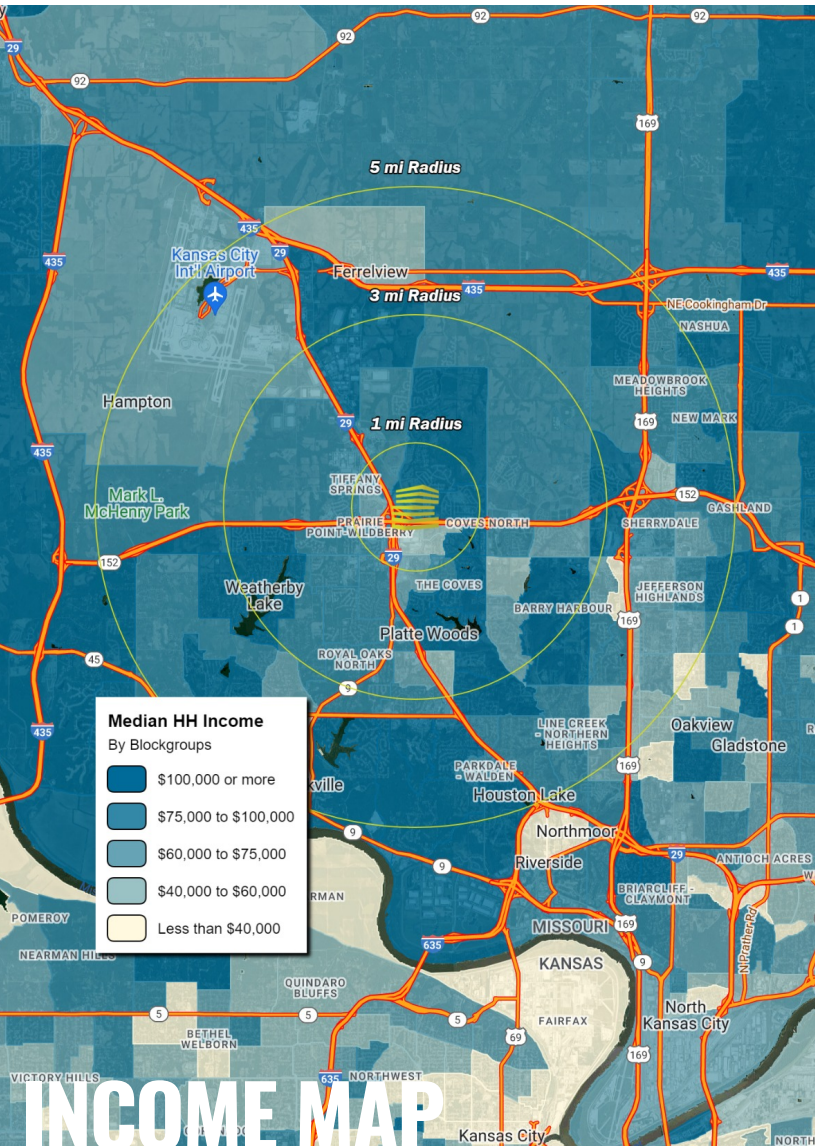 y
92
92
29
92
92
169
5 mi Radius
435
Kansas City
Int'l Airport
29
435
Ferrelview
435
435
3 mi Radius
NE Cookingham Dr
NASHUA
Hampton
MEADOWBROOK
HEIGHTS
1 mi Radius
29
169
NEW MARK
435
TIFFANY
SPRINGS
Mark L.
McHenry Park
152
GASHLAND
PRAIRIE
POINT-WILDBERRY
COVES NORTH
SHERRYDALE
152
29
Weatherby
Lake
THE COVES
JEFFERSON
HIGHLANDS
1
BARRY HARBOUR
169
1
Platte Woods
45
ROYAL OAKS
NORTH
9
435
LINE CREEK
- NORTHERN
HEIGHTS
Oakview
R
Gladstone
Median HH Income
By Blockgroups
$100,000 or more
$75,000 to $100,000
$60,000 to $75,000
$40,000 to $60,000
Less than $40,000
PARKDALE
- WALDEN
169
kville
Houston Lake
9
Northmoor
29
ANTIOCH ACRES
Riverside
9
W
BRIARCLIFF -
CLAYMONT
RMAN
POMEROY
MISSOURI
169
N Prather Rd
635
NEARMAN HILLS
KANSAS
9
QUINDARO
BLUFFS
5
5
5
FAIRFAX
North
Kansas City
BETHEL
WELBORN
69
169
VICTORY HILLS
635
NORTHWEST
INCOME MAP
Kansas City
NORTH